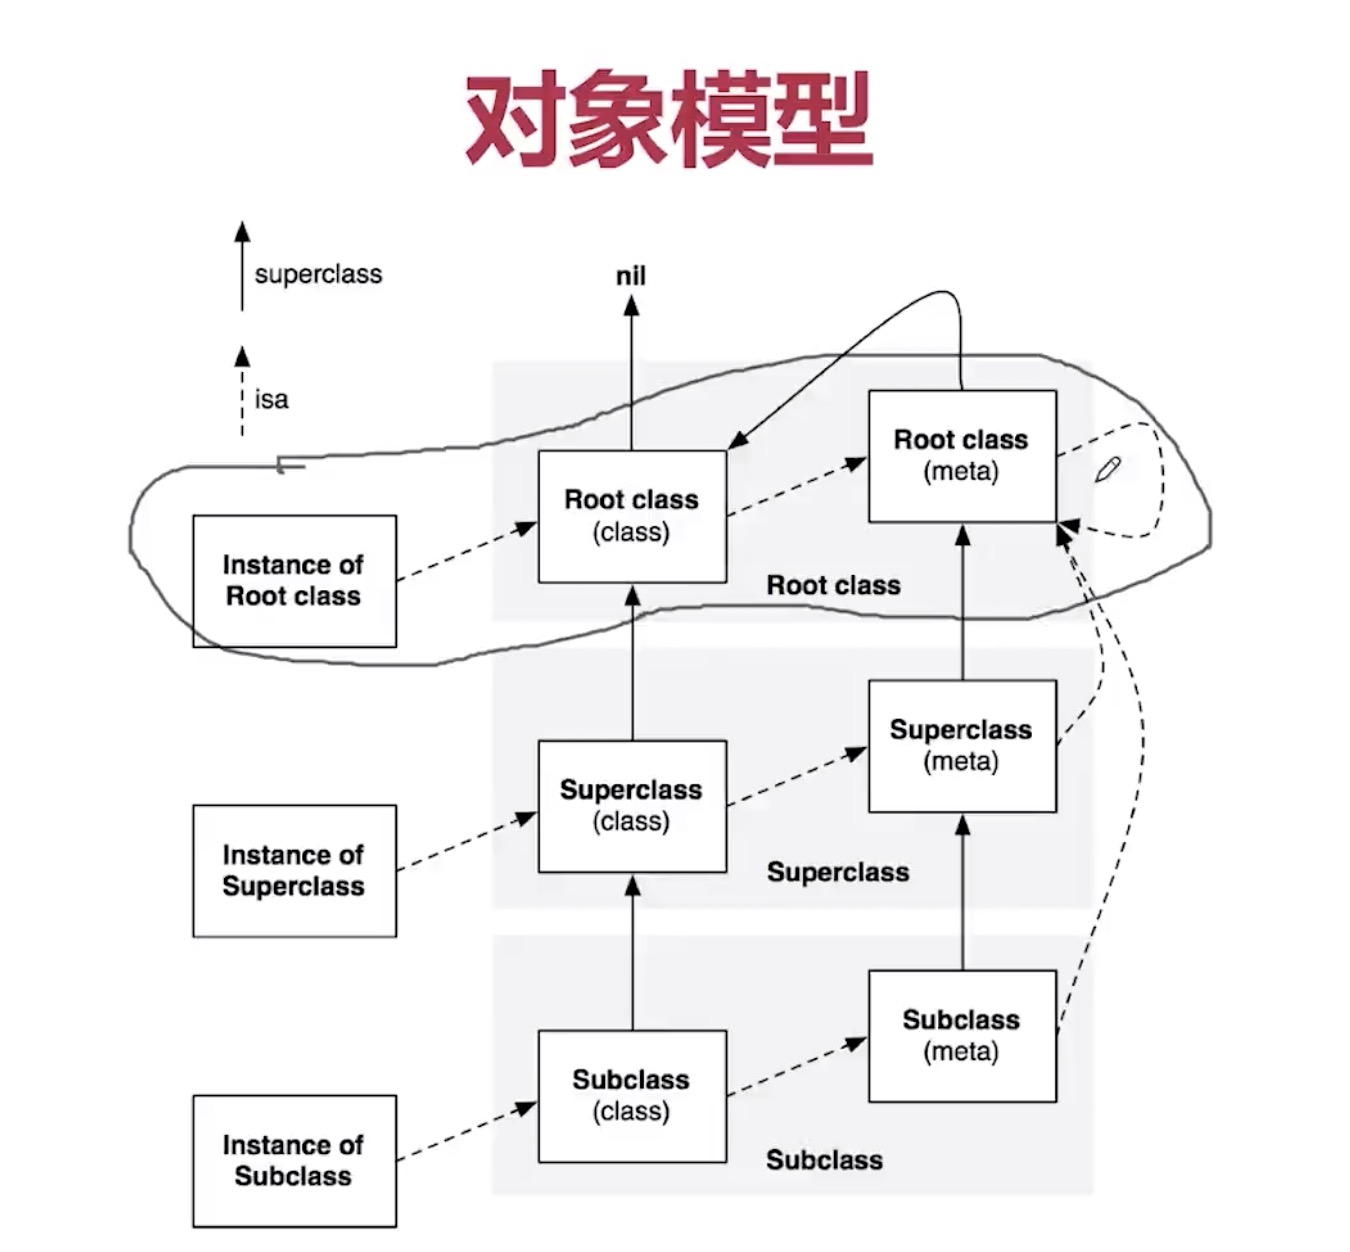 对象模型
superclass
nil
isa
Root class
(meta)
Root class
(class)
Instance of
Root class
Root class
Superclass
(meta)
Superclass
(class)
Instance of
Superclass
Superclass
Subclass
(meta)
Subclass
(class)
Instance of
Subclass
Subclass